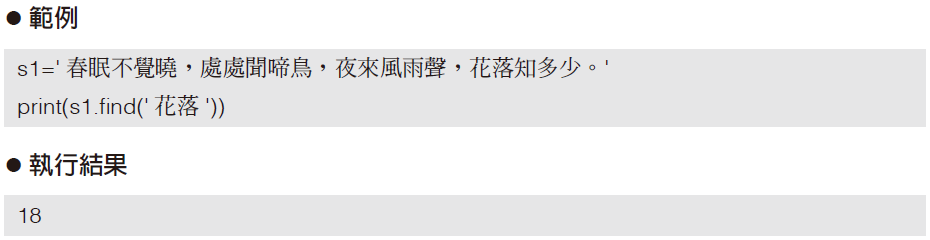 ● 範例
s1=' 春眠不覺曉，處處聞啼鳥，夜來風雨聲，花落知多少。'
print(s1.find(' 花落 '))
● 執行結果
18